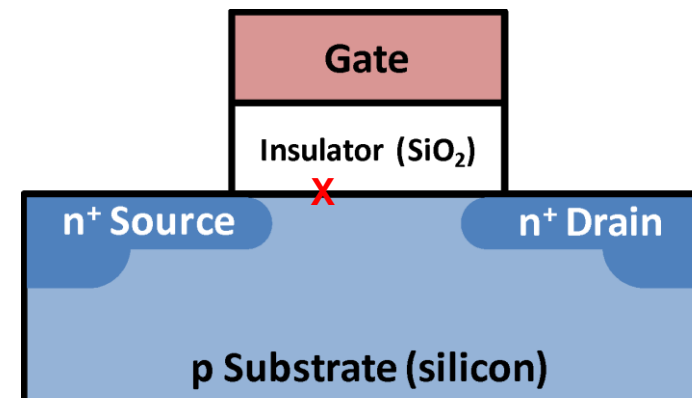 Gate
Insulator (SiO₂)
X
n⁺ Source
n⁺ Drain
p Substrate (silicon)